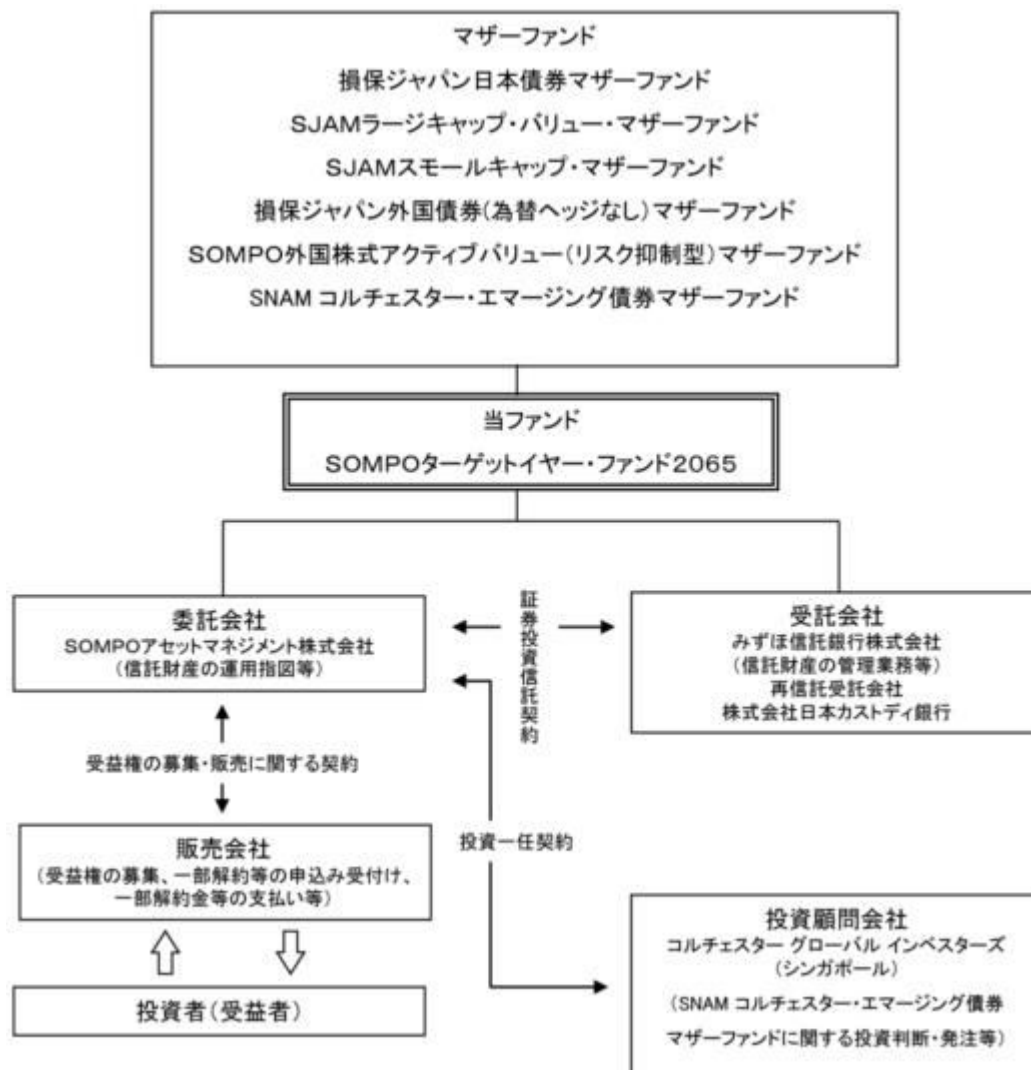 マザーファンド
損保ジャパン日本債券マザーファンド
SJAMラージキャップ・バリュー・マザーファンド
SJAMスモールキャップ・マザーファンド
損保ジャパン外国債券(為替ヘッジなし)マザーファンド
SOMPO外国株式アクティブバリュー(リスク抑制型)マザーファンド
SNAM コルチェスター・エマージング債券マザーファンド
当ファンド
SOMPOターゲットイヤー・ファンド2065
委託会社
SOMPOアセットマネジメント株式会社
(信託財産の運用指図等)
証券投資信託契約
受託会社
みずほ信託銀行株式会社
(信託財産の管理業務等)
再信託受託会社
株式会社日本カストディ銀行
受益権の募集・販売に関する契約
販売会社
(受益権の募集、一部解約等の申込み受付け、
一部解約金等の支払い等)
投資一任契約
投資者(受益者)
投資顧問会社
コルチェスター グローバル インベスターズ
(シンガポール)
(SNAM コルチェスター・エマージング債券
マザーファンドに関する投資判断・発注等)